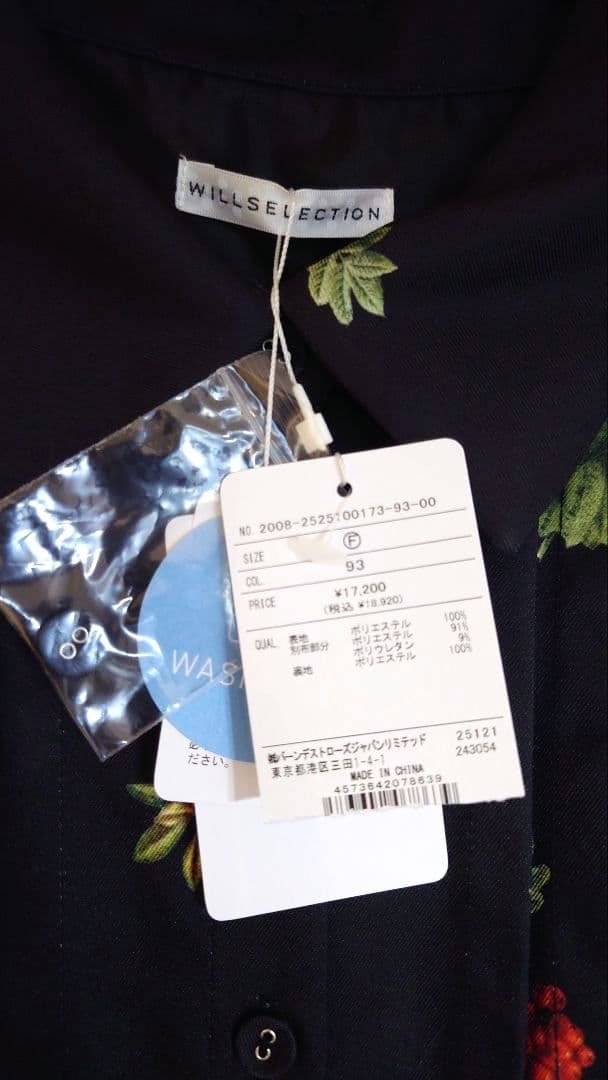 WILLSELECTION
NO. 2008-2525100173-93-00
SIZE Ⓕ
COL. 93
PRICE ¥17,200
(税込 ¥18,920)
QUAL. 表地 ポリエステル 100%
別布部分 ポリエステル 91%
ポリウレタン 9%
裏地 ポリエステル 100%
㈱バーンデストローズジャパンリミテッド 25121
東京都港区三田1-4-1 243054
MADE IN CHINA
4573642078639
WAS
ださい。